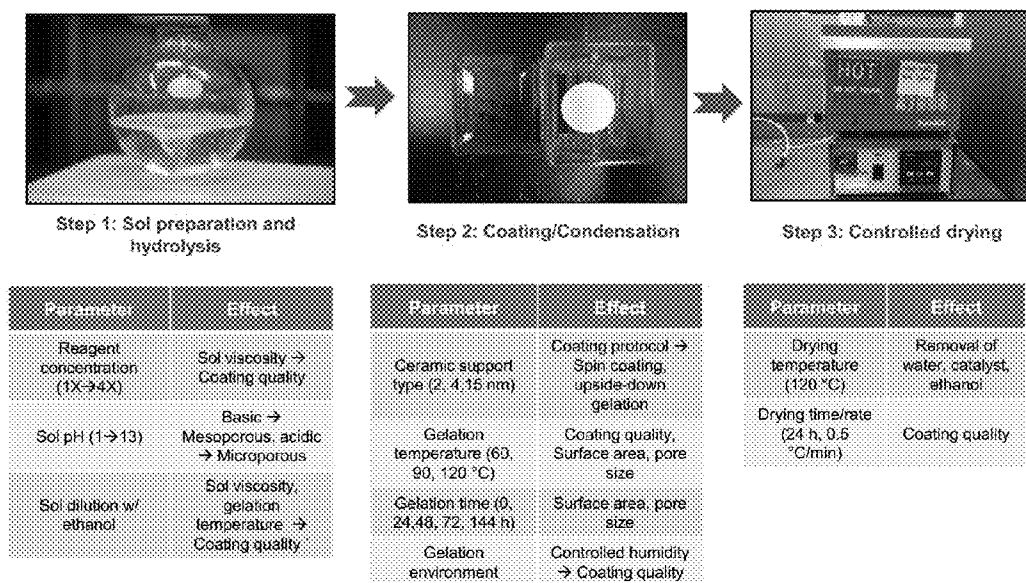 HOT
Step 1: Sol preparation and
hydrolysis
Step 2: Coating/Condensation
Step 3: Controlled drying
Parameter Effect
Reagent
concentration
(1X→4X)
Sol viscosity →
Coating quality
Sol pH (1→13)
Basic →
Mesoporous, acidic
→ Microporous
Sol dilution w/
ethanol
Sol viscosity,
gelation
temperature →
Coating quality
Parameter Effect
Ceramic support
type (2, 4.15 nm)
Coating protocol →
Spin coating,
upside-down
gelation
Gelation
temperature (60,
90, 120 °C)
Coating quality,
Surface area, pore
size
Gelation time (0,
24,48, 72, 144 h)
Surface area, pore
size
Gelation
environment
Controlled humidity
→ Coating quality
Parameter Effect
Drying
temperature
(120 °C)
Removal of
water, catalyst,
ethanol
Drying time/rate
(24 h, 0.5
°C/min)
Coating quality